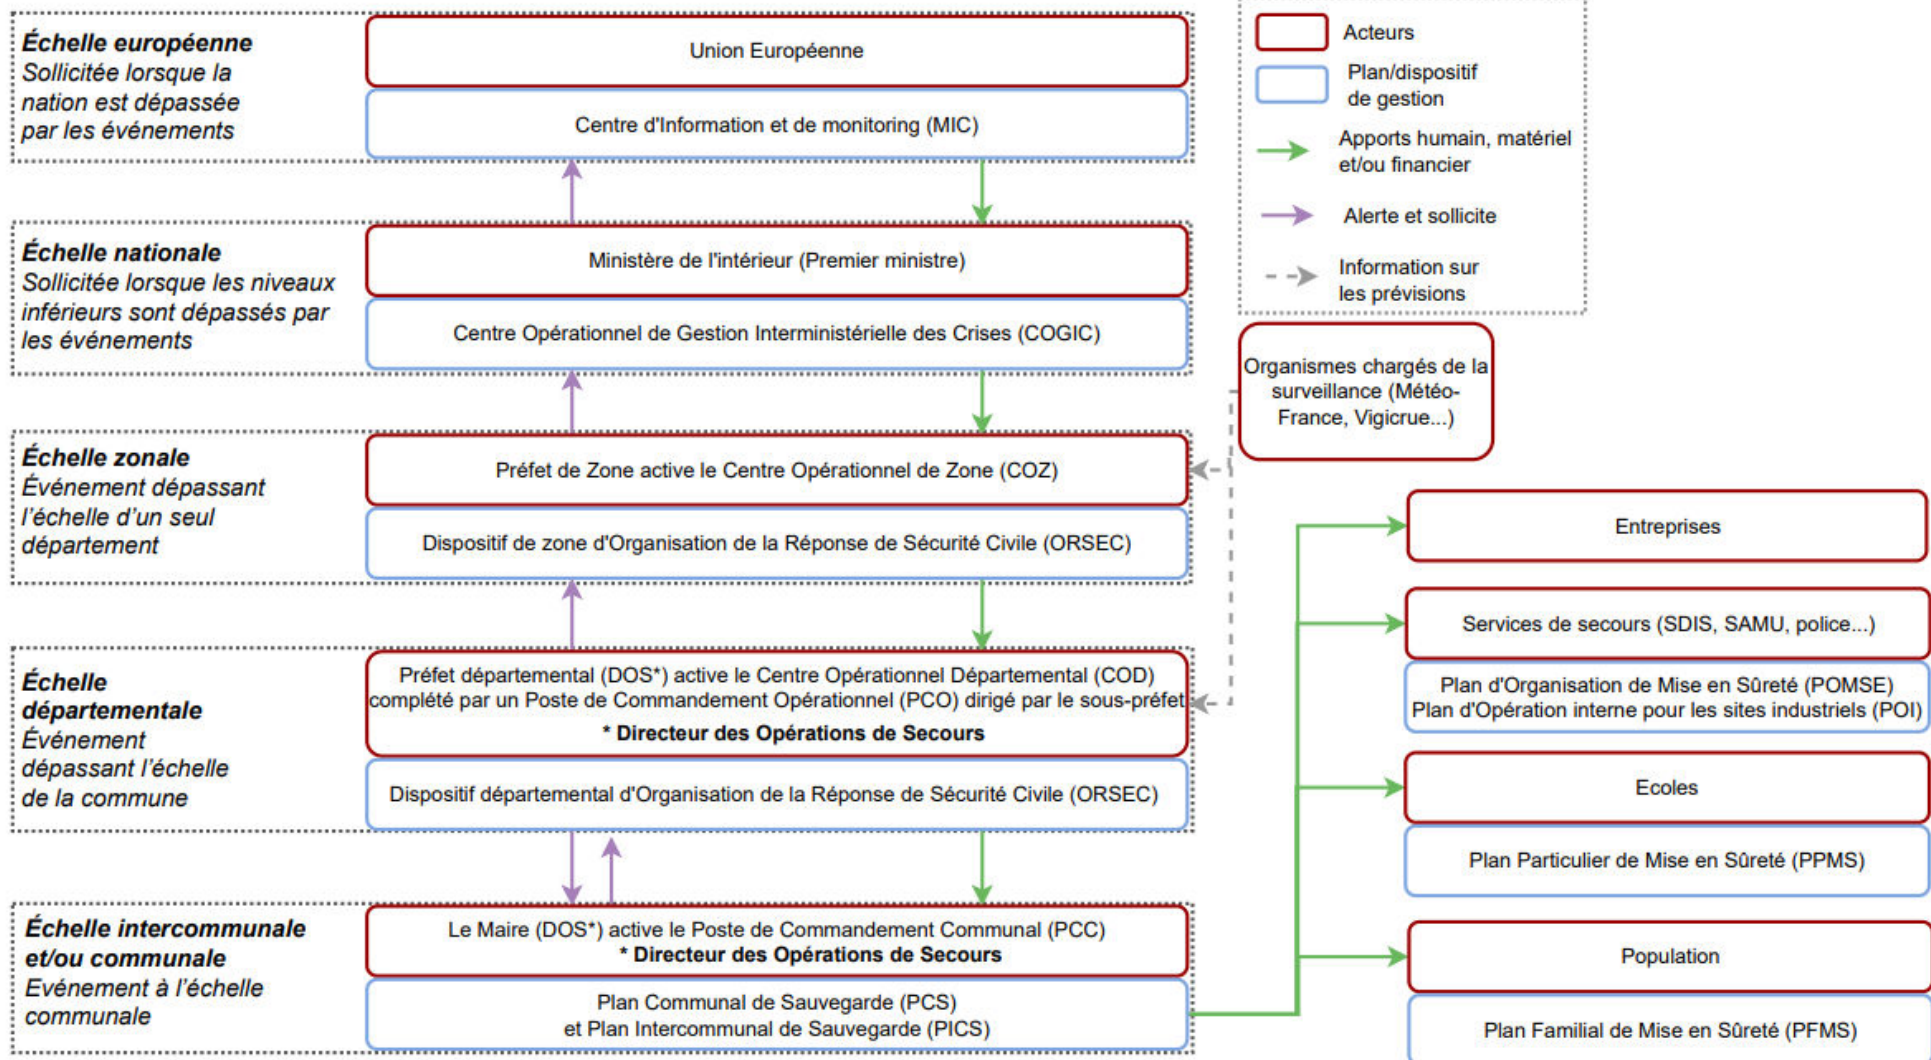 Échelle européenne
Sollicitée lorsque la
nation est dépassée
par les événements
Union Européenne
Centre d'Information et de monitoring (MIC)
Acteurs
Plan/dispositif
de gestion
Apports humain, matériel
et/ou financier
Alerte et sollicite
Information sur
les prévisions
Échelle nationale
Sollicitée lorsque les niveaux
inférieurs sont dépassés par
les événements
Ministère de l'intérieur (Premier ministre)
Centre Opérationnel de Gestion Interministérielle des Crises (COGIC)
Organismes chargés de la
surveillance (Météo-
France, Vigicrue...)
Échelle zonale
Événement dépassant
l'échelle d'un seul
département
Préfet de Zone active le Centre Opérationnel de Zone (COZ)
Dispositif de zone d'Organisation de la Réponse de Sécurité Civile (ORSEC)
Échelle
départementale
Événement
dépassant l'échelle
de la commune
Préfet départemental (DOS*) active le Centre Opérationnel Départemental (COD)
complété par un Poste de Commandement Opérationnel (PCO) dirigé par le sous-préfet
* Directeur des Opérations de Secours
Dispositif départemental d'Organisation de la Réponse de Sécurité Civile (ORSEC)
Échelle intercommunale
et/ou communale
Evénement à l'échelle
communale
Le Maire (DOS*) active le Poste de Commandement Communal (PCC)
* Directeur des Opérations de Secours
Plan Communal de Sauvegarde (PCS)
et Plan Intercommunal de Sauvegarde (PICS)
Entreprises
Services de secours (SDIS, SAMU, police...)
Plan d'Organisation de Mise en Sûreté (POMSE)
Plan d'Opération interne pour les sites industriels (POI)
Ecoles
Plan Particulier de Mise en Sûreté (PPMS)
Population
Plan Familial de Mise en Sûreté (PFMS)